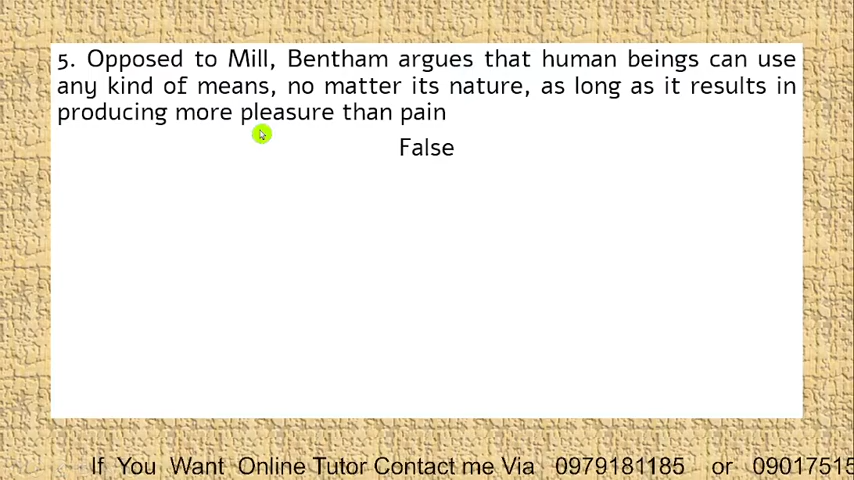 5. Opposed to Mill, Bentham argues that human beings can use
any kind of means, no matter its nature, as long as it results in
producing more pleasure than pain
False
If You Want Online Tutor Contact me Via 0979181185 or 09017515